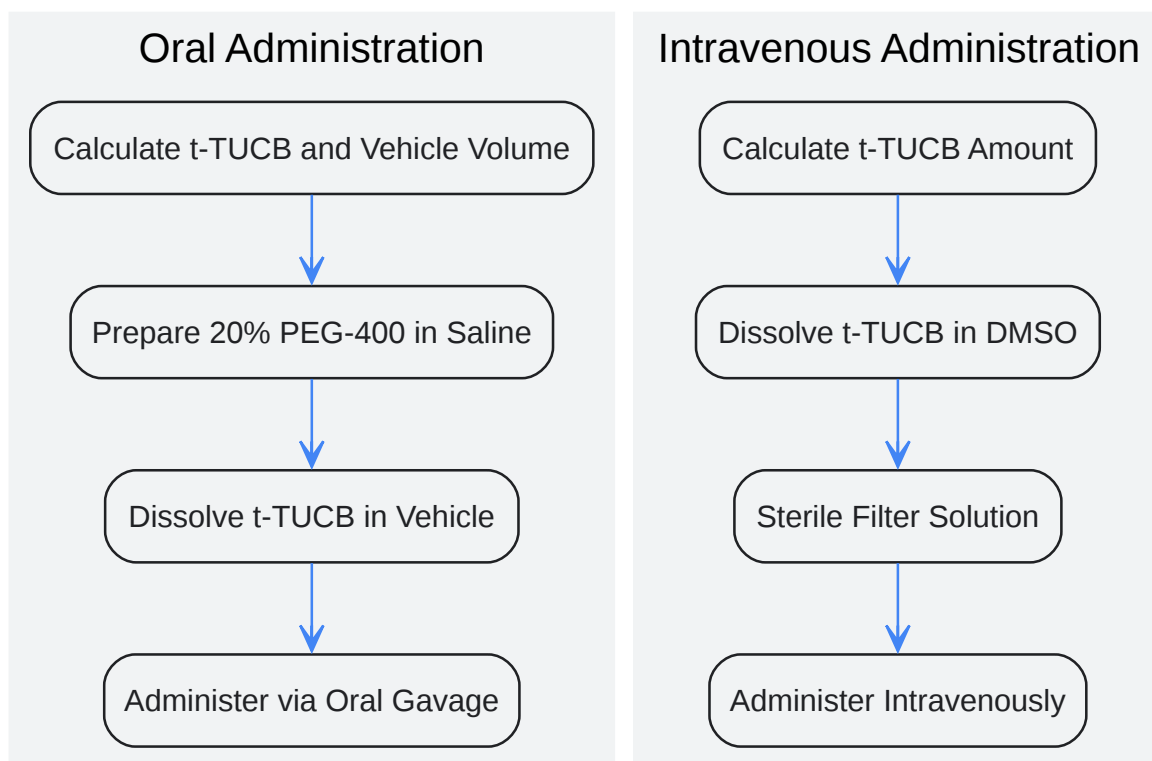 Oral Administration
Calculate t-TUCB and Vehicle Volume
Prepare 20% PEG-400 in Saline
Dissolve t-TUCB in Vehicle
Administer via Oral Gavage
Intravenous Administration
Calculate t-TUCB Amount
Dissolve t-TUCB in DMSO
Sterile Filter Solution
Administer Intravenously